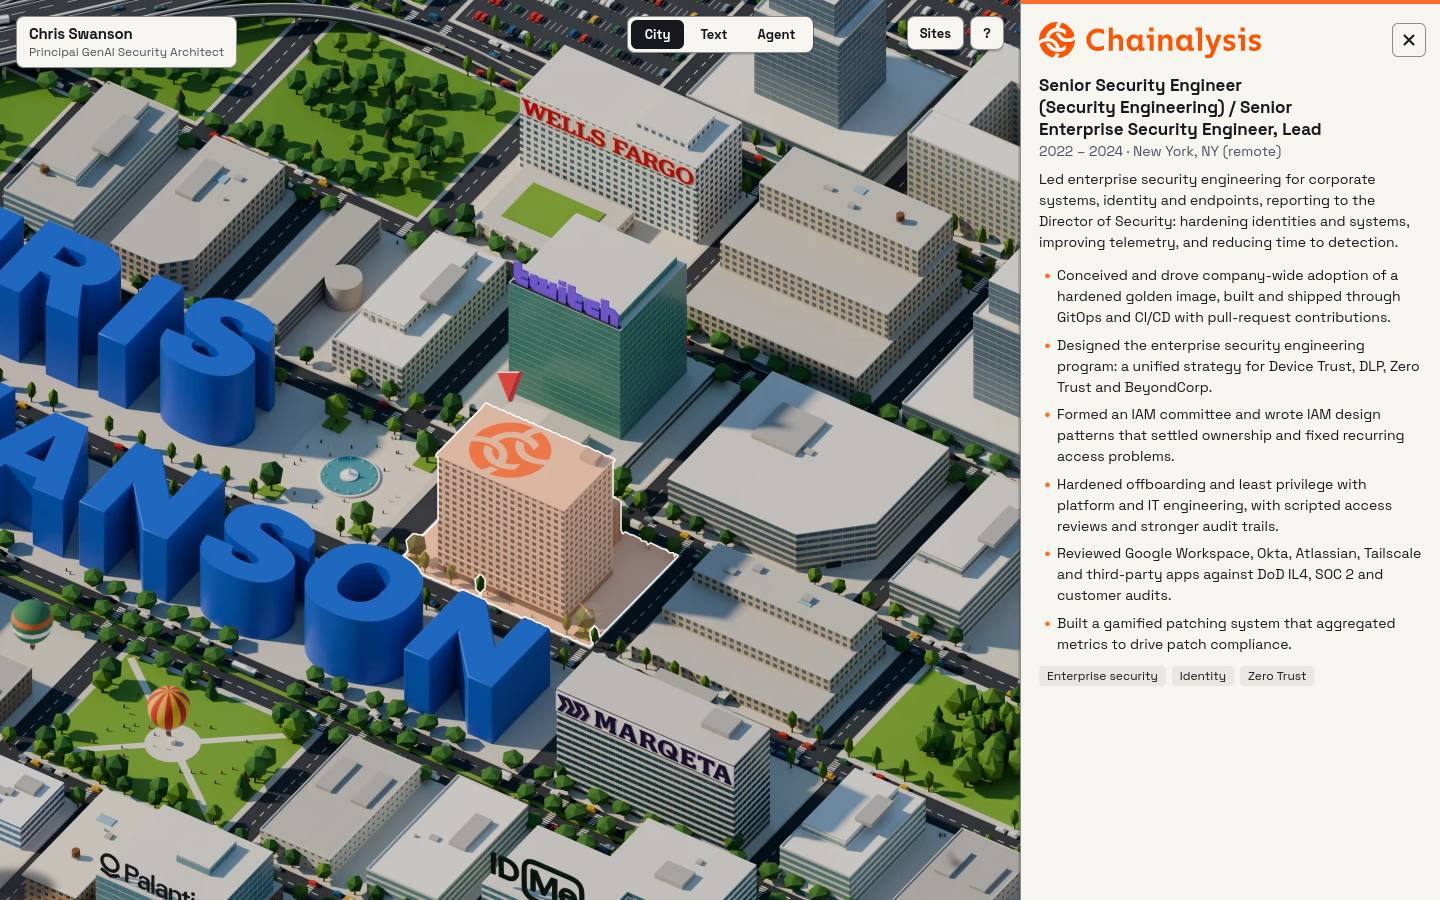 Chris Swanson
Principal GenAI Security Architect
City
Text
Agent
Sites
?
WELLS FARGO
twitch
RIS
ANSON
MARQETA
Palanti
ID Me
Chainalysis
Senior Security Engineer
(Security Engineering) / Senior
Enterprise Security Engineer, Lead
2022 – 2024 · New York, NY (remote)
Led enterprise security engineering for corporate
systems, identity and endpoints, reporting to the
Director of Security: hardening identities and systems,
improving telemetry, and reducing time to detection.
• Conceived and drove company-wide adoption of a
hardened golden image, built and shipped through
GitOps and CI/CD with pull-request contributions.
• Designed the enterprise security engineering
program: a unified strategy for Device Trust, DLP, Zero
Trust and BeyondCorp.
• Formed an IAM committee and wrote IAM design
patterns that settled ownership and fixed recurring
access problems.
• Hardened offboarding and least privilege with
platform and IT engineering, with scripted access
reviews and stronger audit trails.
• Reviewed Google Workspace, Okta, Atlassian, Tailscale
and third-party apps against DoD IL4, SOC 2 and
customer audits.
• Built a gamified patching system that aggregated
metrics to drive patch compliance.
Enterprise security
Identity
Zero Trust